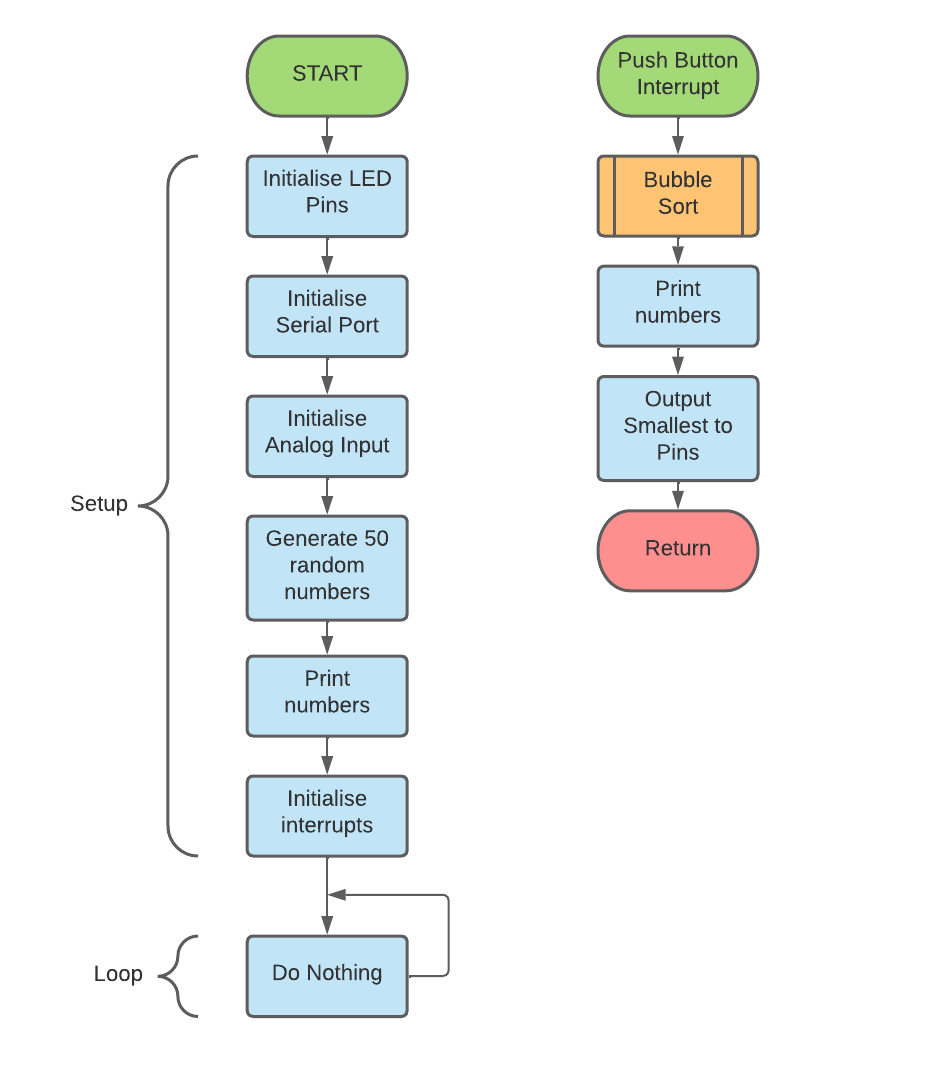 START
Initialise LED
Pins
Initialise
Serial Port
Initialise
Analog Input
Generate 50
random
numbers
Print
numbers
Initialise
interrupts
Do Nothing
Setup
Loop
Push Button
Interrupt
Bubble
Sort
Print
numbers
Output
Smallest to
Pins
Return